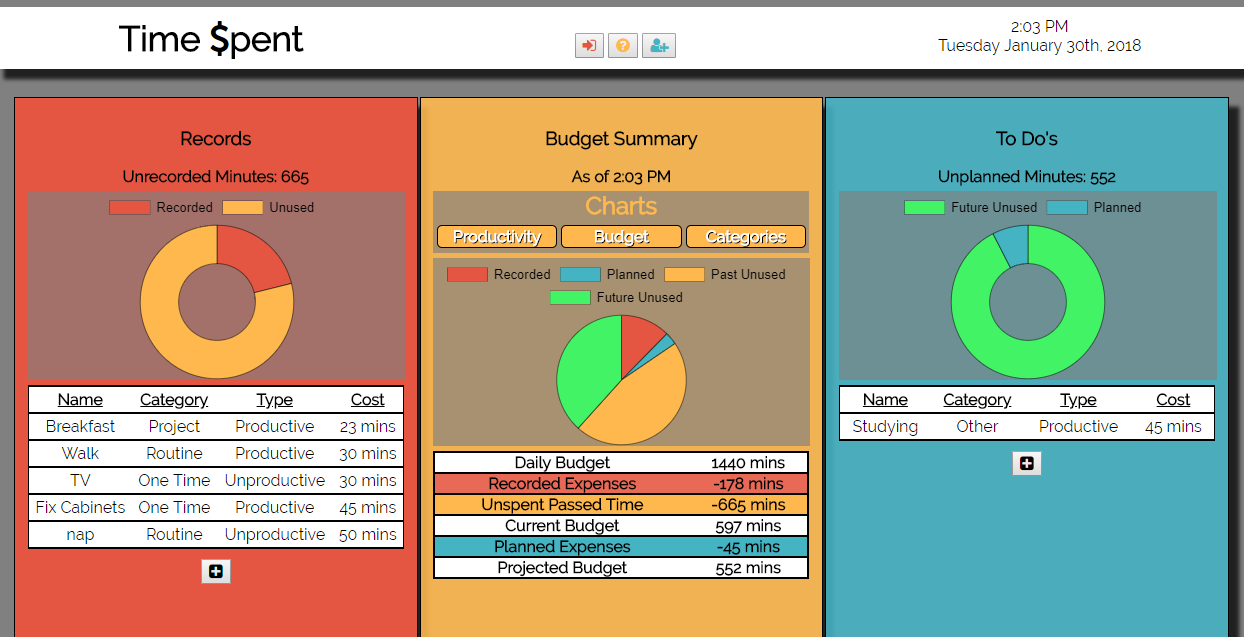 Time $pent
2:03 PM
Tuesday January 30th, 2018
Records
Unrecorded Minutes: 665
Recorded Unused
Name Category Type Cost
Breakfast Project Productive 23 mins
Walk Routine Productive 30 mins
TV One Time Unproductive 30 mins
Fix Cabinets One Time Productive 45 mins
nap Routine Unproductive 50 mins
Budget Summary
As of 2:03 PM
Charts
Productivity Budget Categories
Recorded Planned Past Unused
Future Unused
Daily Budget 1440 mins
Recorded Expenses -178 mins
Unspent Passed Time -665 mins
Current Budget 597 mins
Planned Expenses -45 mins
Projected Budget 552 mins
To Do's
Unplanned Minutes: 552
Future Unused Planned
Name Category Type Cost
Studying Other Productive 45 mins